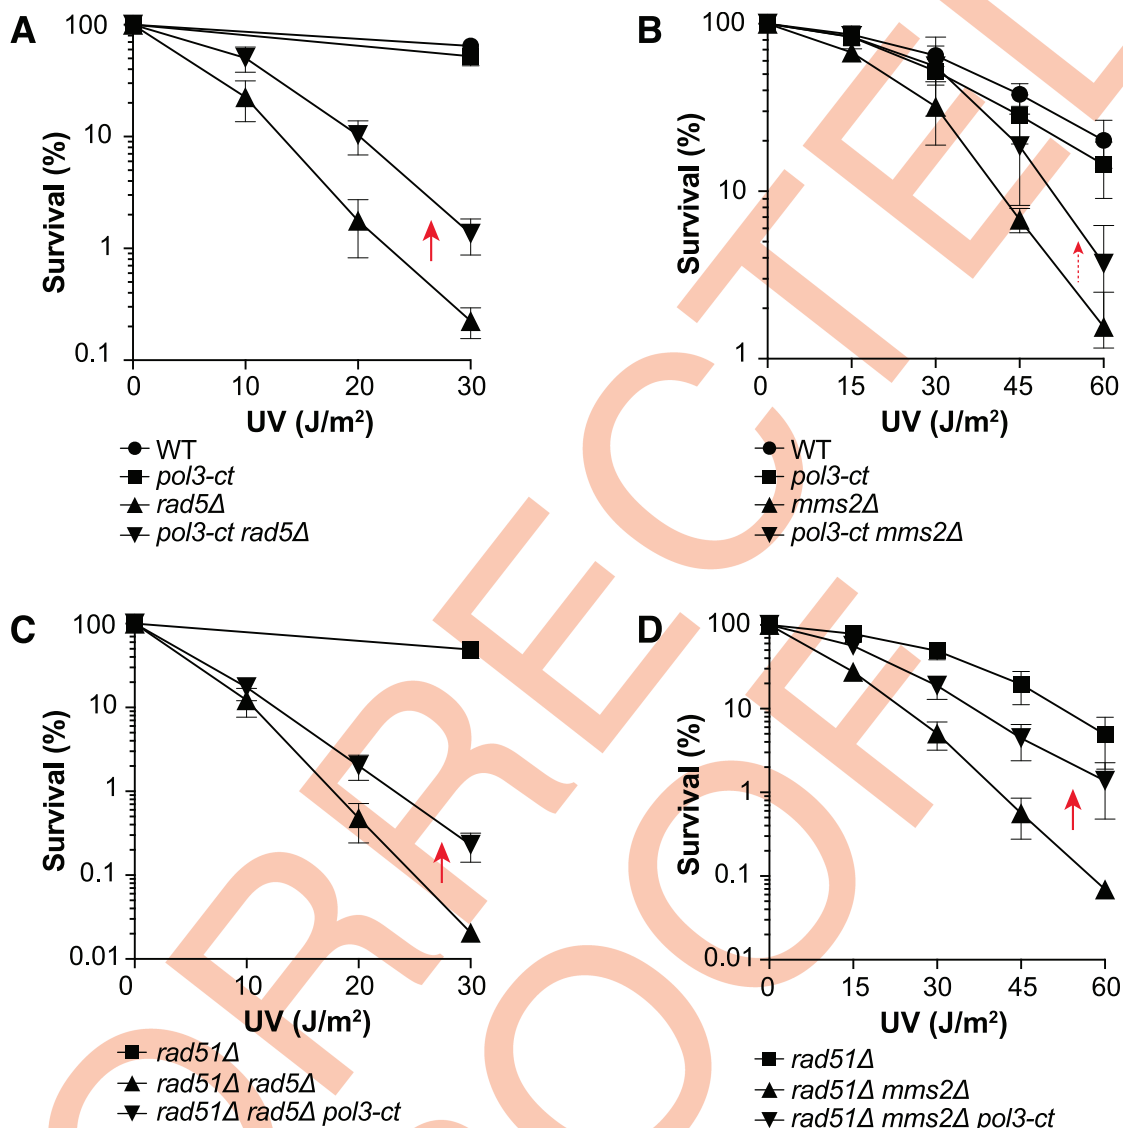 A
100
10
1
0.1
Survival (%)
0 10 20 30
UV (J/m²)
WT
pol3-ct
rad5Δ
pol3-ct rad5Δ
B
100
10
1
Survival (%)
0 15 30 45 60
UV (J/m²)
WT
pol3-ct
mms2Δ
pol3-ct mms2Δ
C
100
10
1
0.1
0.01
Survival (%)
0 10 20 30
UV (J/m²)
rad51Δ
rad51Δ rad5Δ
rad51Δ rad5Δ pol3-ct
D
100
10
1
0.1
0.01
Survival (%)
0 15 30 45 60
UV (J/m²)
rad51Δ
rad51Δ mms2Δ
rad51Δ mms2Δ pol3-ct
ORRECTE
ROOF